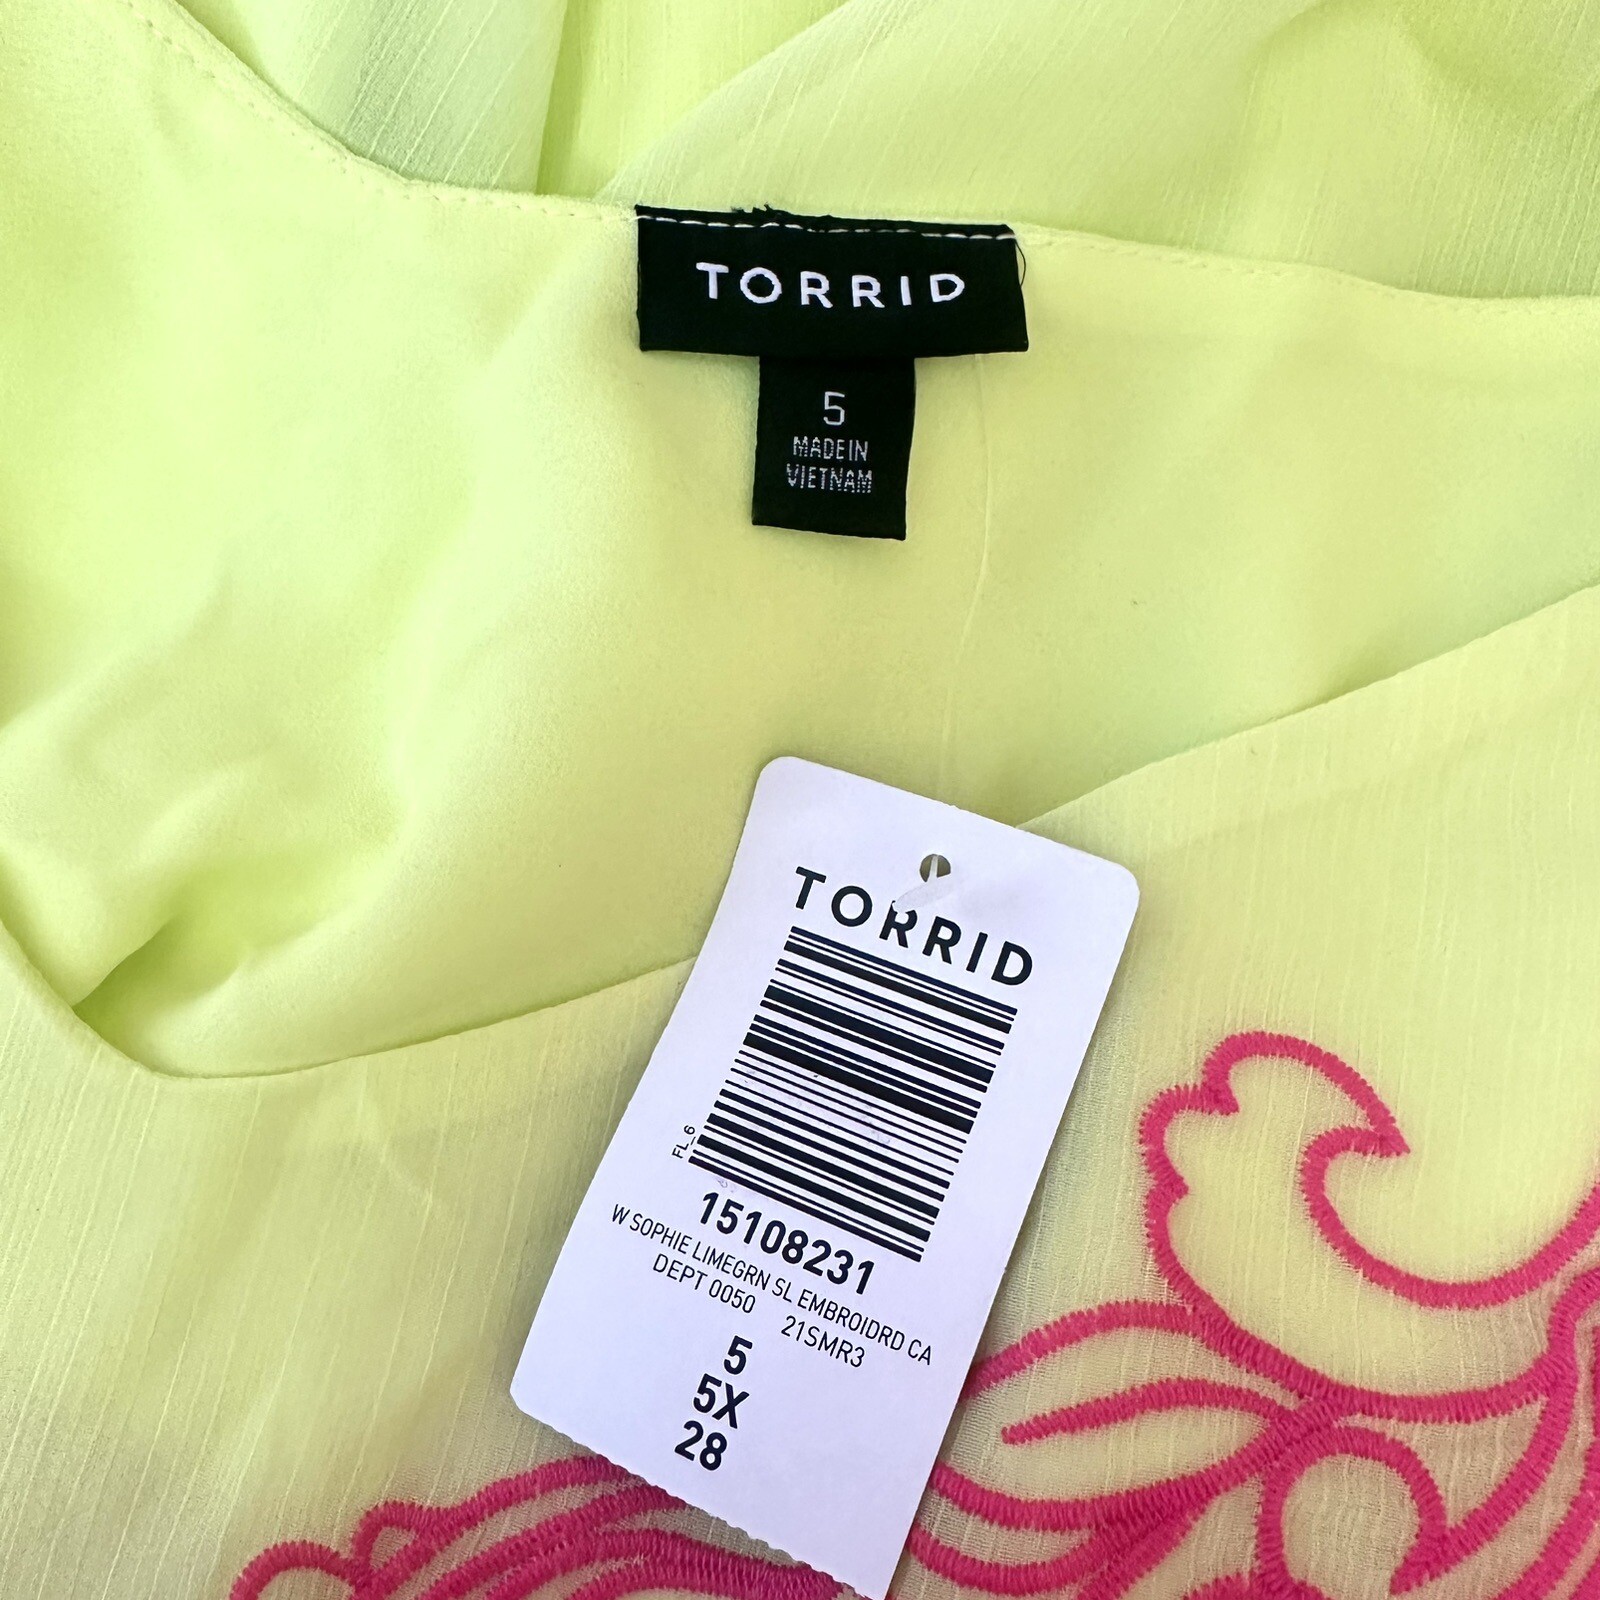 TORRID
5
MADE IN
VIETNAM
TORRID
FL_6
15108231
W SOPHIE LIMEGRN SL EMBROIDRD CA
DEPT 0050 21SMR3
5
5X
28